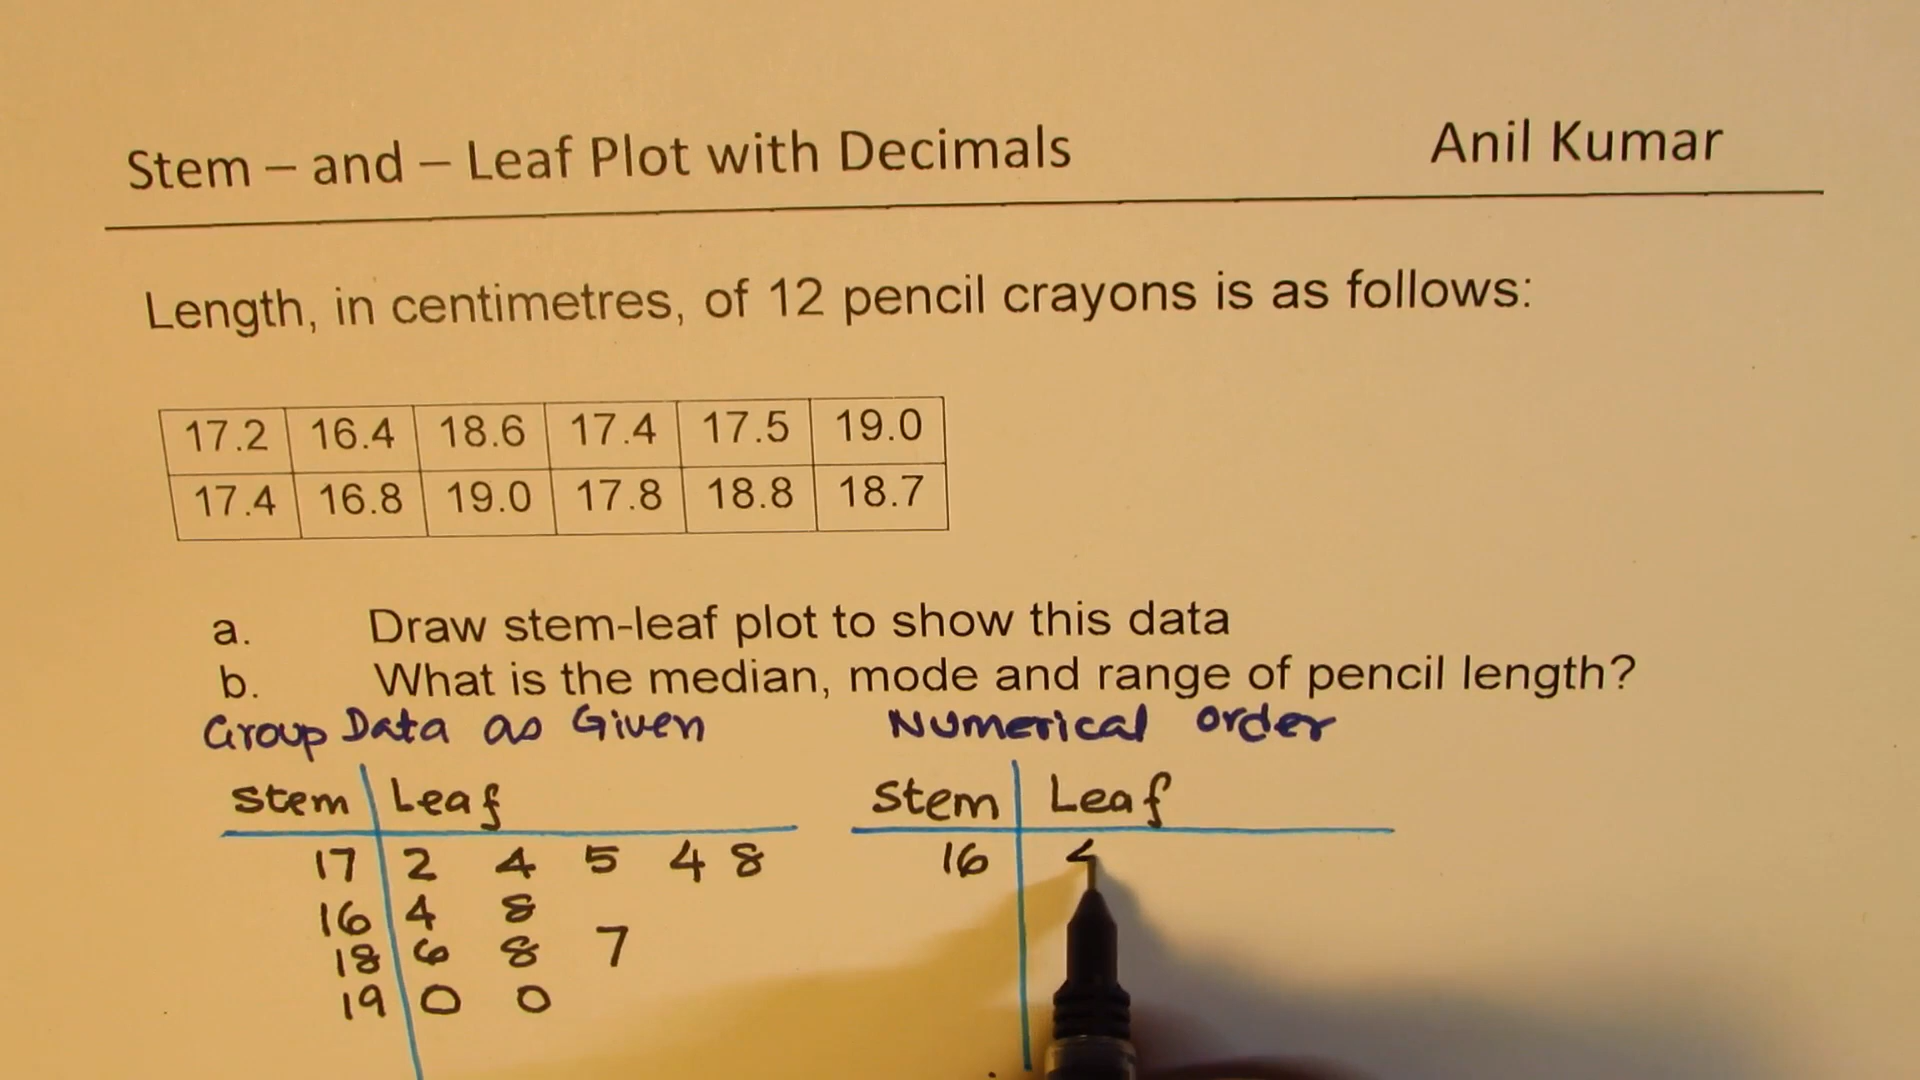 Stem – and – Leaf Plot with Decimals Anil Kumar
Length, in centimetres, of 12 pencil crayons is as follows:
17.2 16.4 18.6 17.4 17.5 19.0
17.4 16.8 19.0 17.8 18.8 18.7
a. Draw stem-leaf plot to show this data
b. What is the median, mode and range of pencil length?
Group Data as Given Numerical order
Stem Leaf Stem Leaf
17 2 4 5 4 8 16 4
16 4 8
18 6 8 7
19 0 0